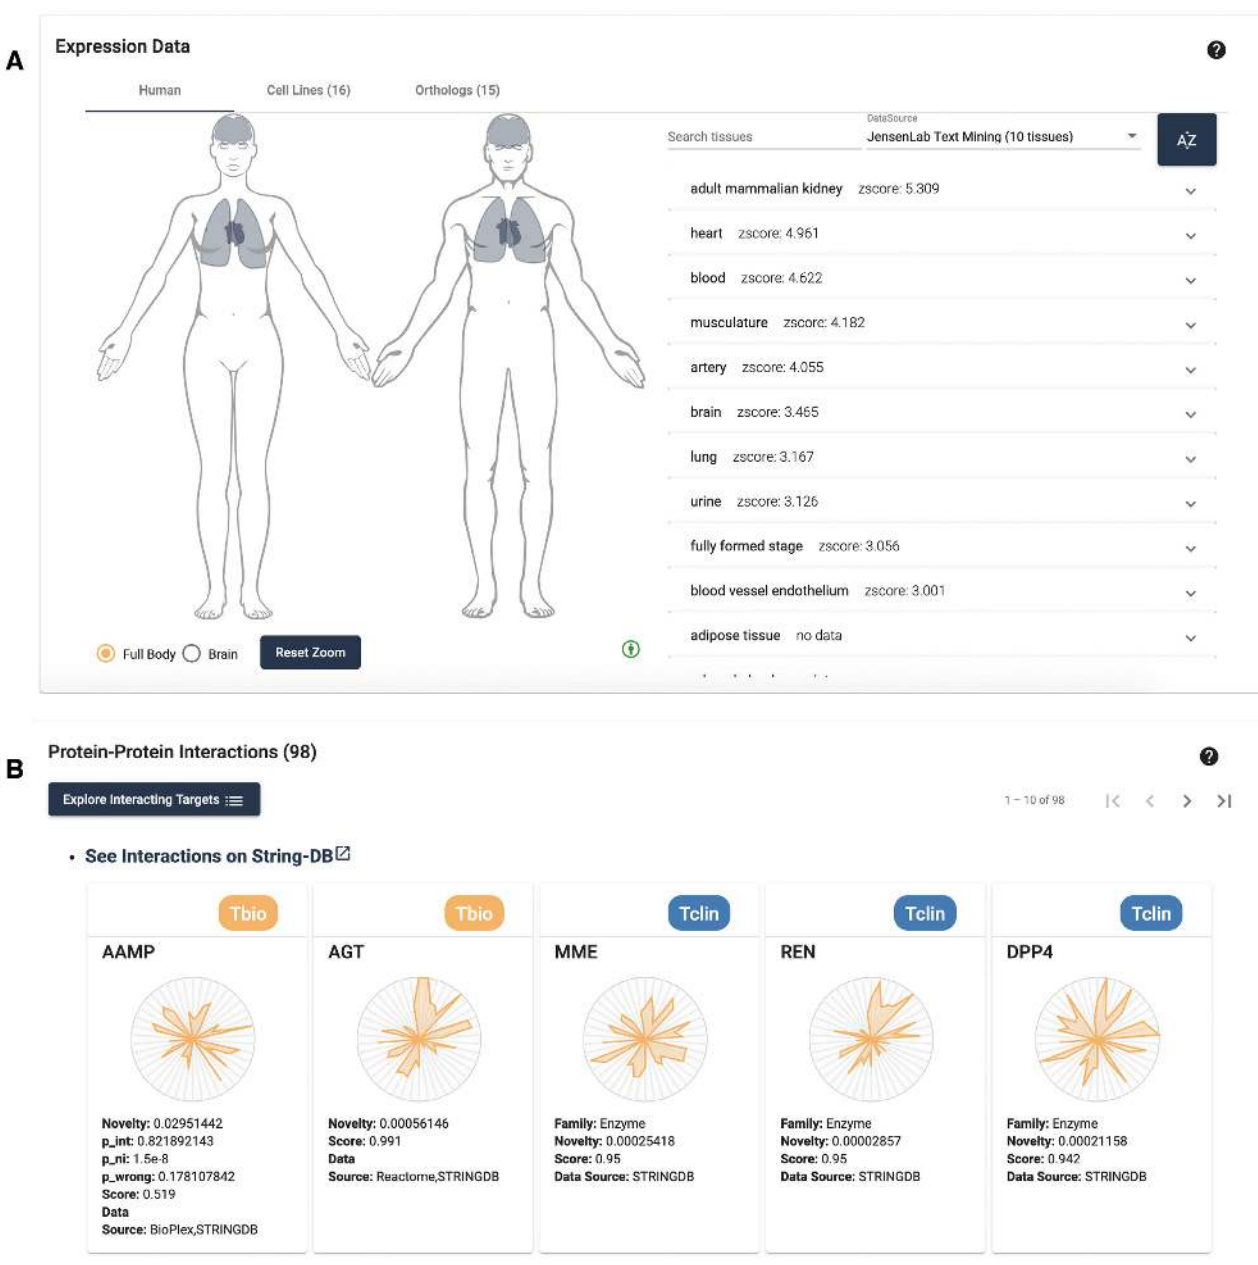 A
Expression Data
Human Cell Lines (16) Orthologs (15)
DataSource
Search tissues JensenLab Text Mining (10 tissues) AZ
adult mammalian kidney zscore: 5.309
heart zscore: 4.961
blood zscore: 4.622
musculature zscore: 4.182
artery zscore: 4.055
brain zscore: 3.465
lung zscore: 3.167
urine zscore: 3.126
fully formed stage zscore: 3.056
blood vessel endothelium zscore: 3.001
adipose tissue no data
Full Body Brain Reset Zoom
B
Protein-Protein Interactions (98)
Explore Interacting Targets
1 – 10 of 98
• See Interactions on String-DB
Tbio
AAMP
Novelty: 0.02951442
p_int: 0.821892143
p_ni: 1.5e-8
p_wrong: 0.178107842
Score: 0.519
Data
Source: BioPlex,STRINGDB
Tbio
AGT
Novelty: 0.00056146
Score: 0.991
Data
Source: Reactome,STRINGDB
Tclin
MME
Family: Enzyme
Novelty: 0.00025418
Score: 0.95
Data Source: STRINGDB
Tclin
REN
Family: Enzyme
Novelty: 0.00002857
Score: 0.95
Data Source: STRINGDB
Tclin
DPP4
Family: Enzyme
Novelty: 0.00021158
Score: 0.942
Data Source: STRINGDB